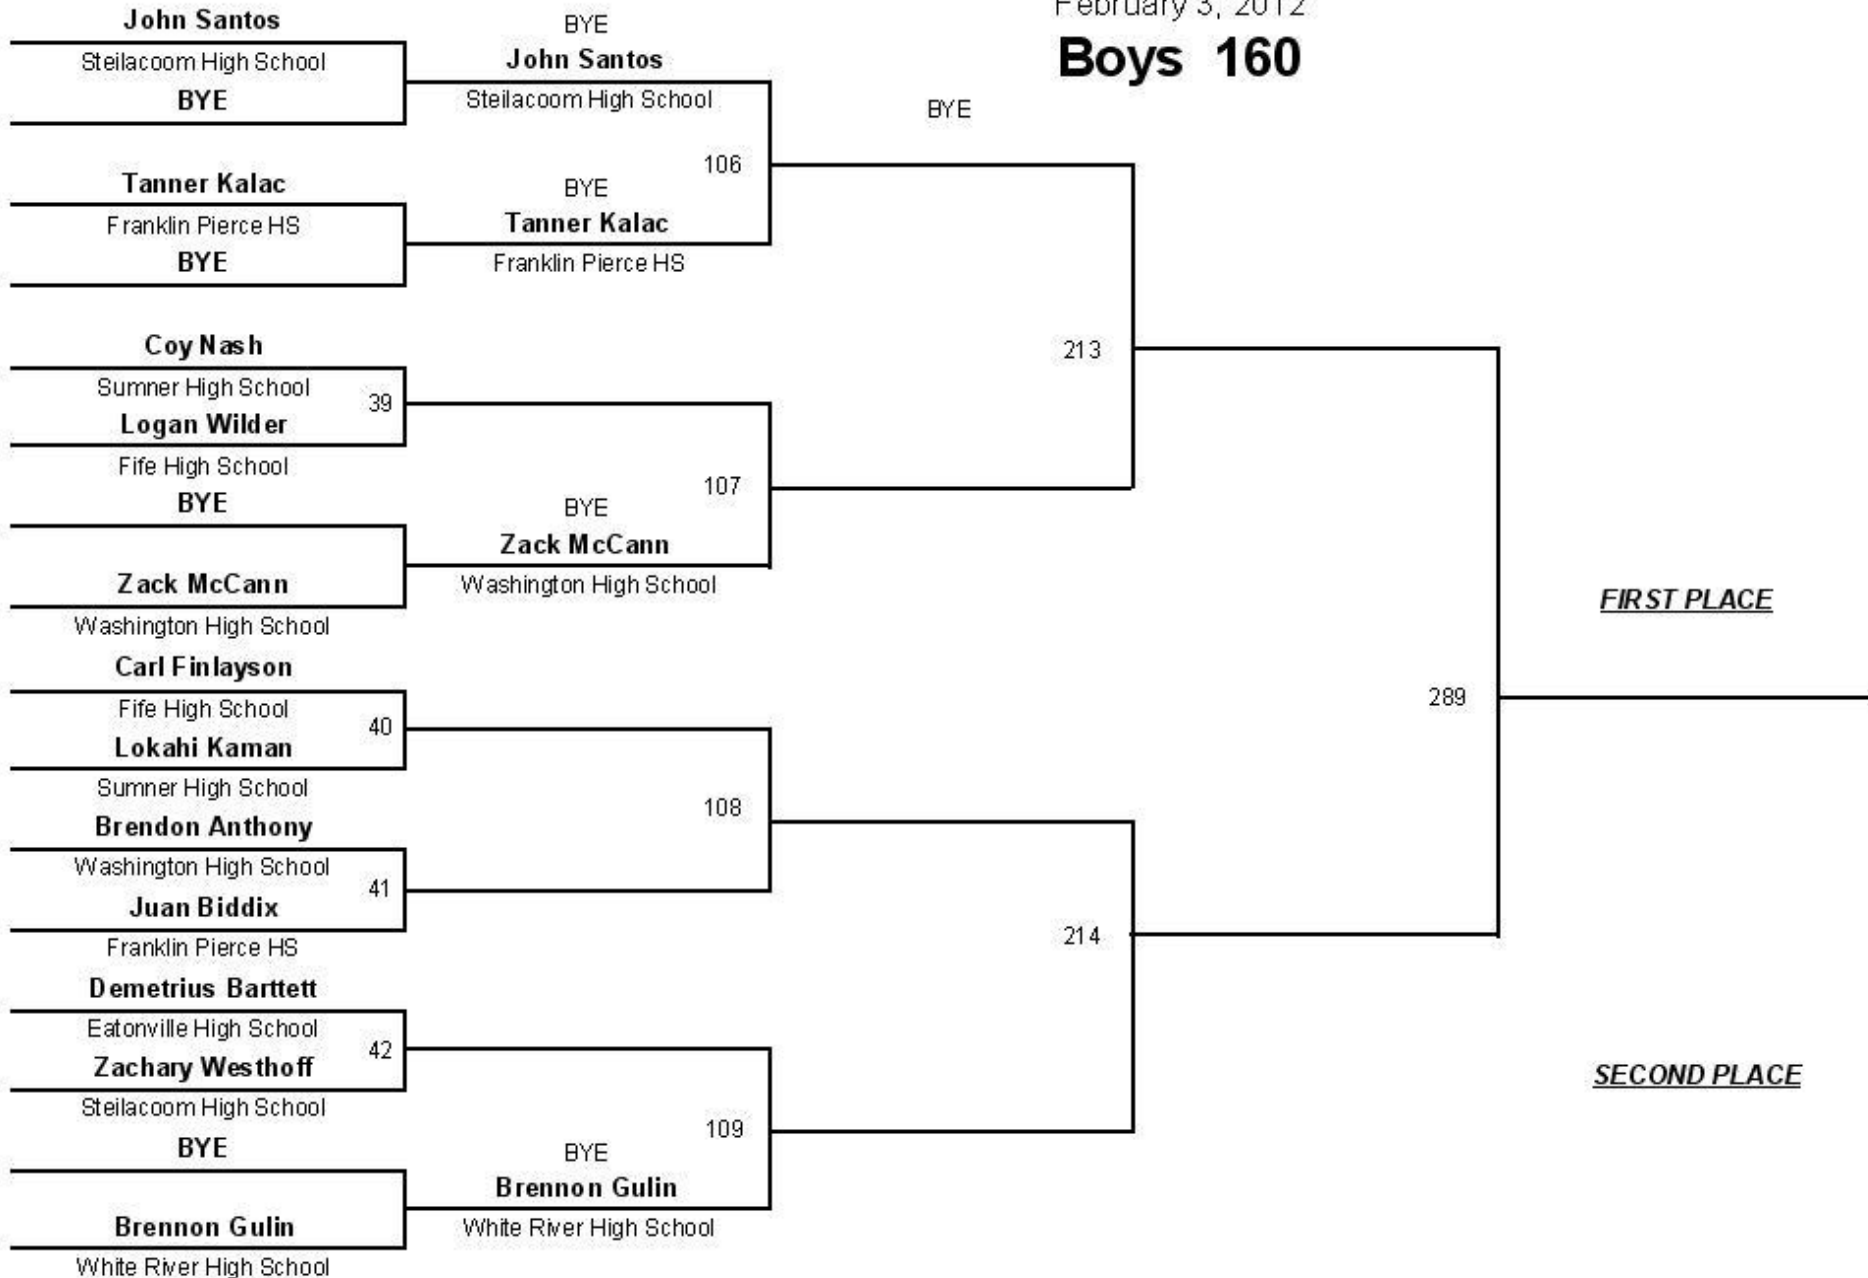 February 3, 2012
Boys 160
John Santos
Steilacoom High School
BYE
Tanner Kalac
Franklin Pierce HS
BYE
Coy Nash
Sumner High School
39
Logan Wilder
Fife High School
BYE
Zack McCann
Washington High School
Carl Finlayson
Fife High School
40
Lokahi Kaman
Sumner High School
Brendon Anthony
Washington High School
41
Juan Biddix
Franklin Pierce HS
Demetrius Barttett
Eatonville High School
42
Zachary Westhoff
Steilacoom High School
BYE
Brennon Gulin
White River High School
BYE
John Santos
Steilacoom High School
106
BYE
Tanner Kalac
Franklin Pierce HS
107
BYE
Zack McCann
Washington High School
108
109
BYE
Brennon Gulin
White River High School
BYE
213
214
289
FIRST PLACE
SECOND PLACE